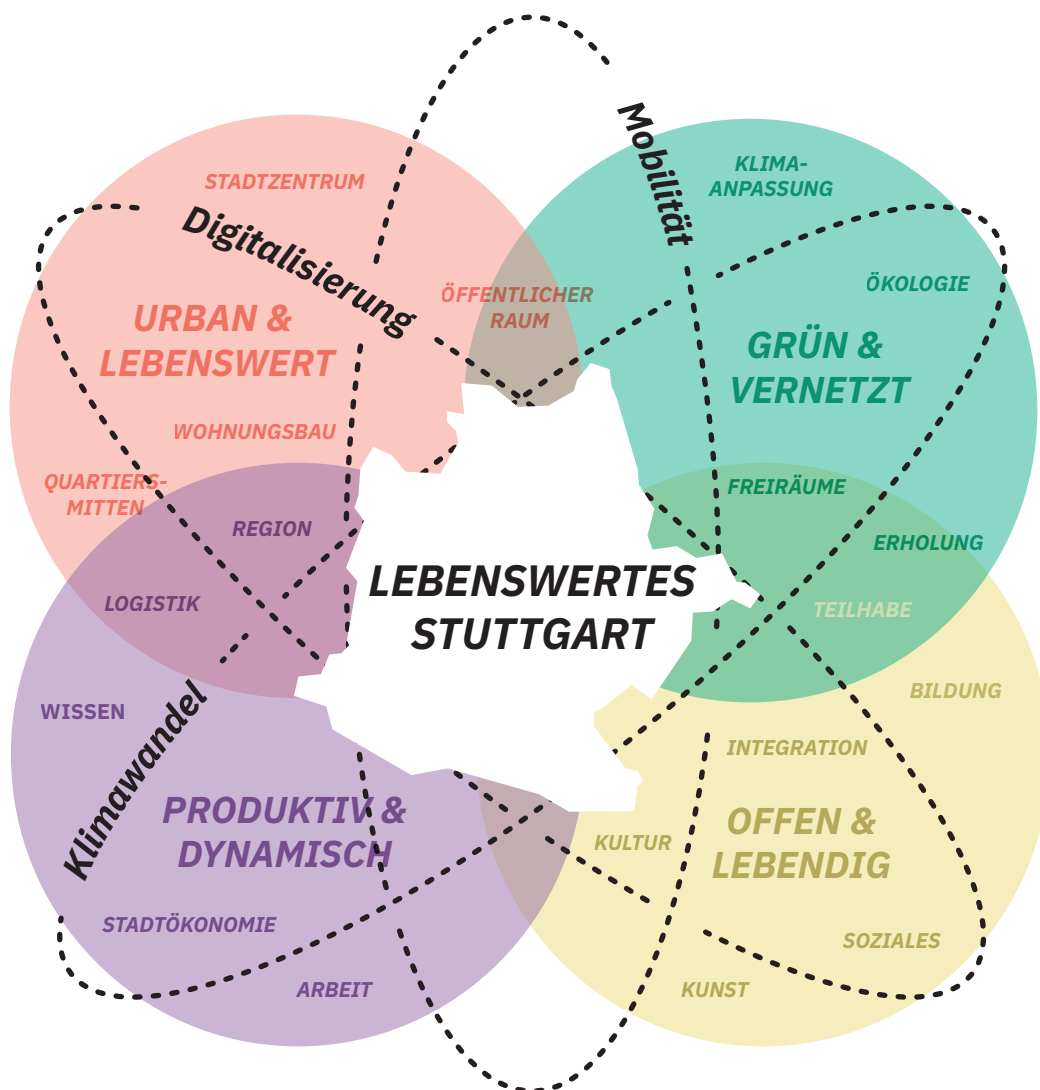 Mobilität
KLIMA-
ANPASSUNG
STADTZENTRUM
Digitalisierung
ÖKOLOGIE
ÖFFENTLICHER
RAUM
URBAN &
LEBENSWERT
GRÜN &
VERNETZT
WOHNUNGSBAU
QUARTIERS-
MITTEN
FREIRÄUME
REGION
ERHOLUNG
LEBENSWERTES
STUTTGART
LOGISTIK
TEILHABE
WISSEN
BILDUNG
Klimawandel
INTEGRATION
PRODUKTIV &
DYNAMISCH
OFFEN &
LEBENDIG
KULTUR
STADTÖKONOMIE
SOZIALES
ARBEIT
KUNST